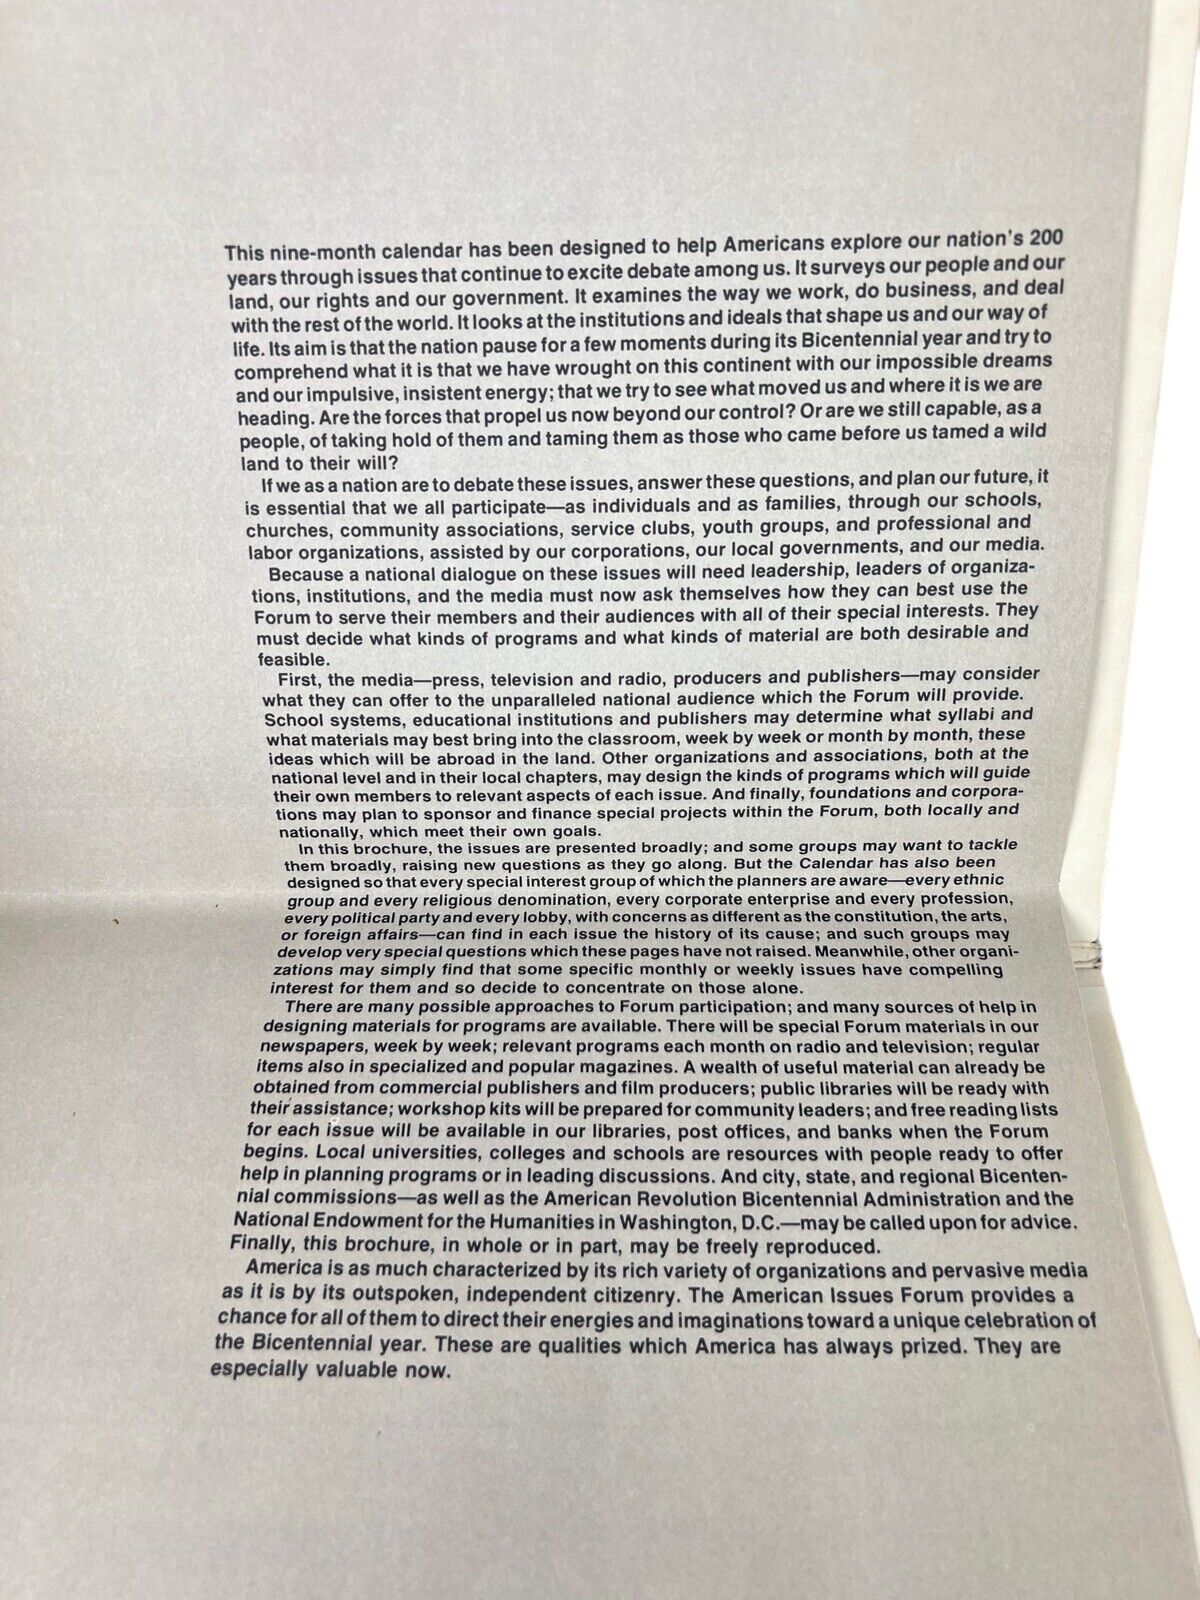 This nine-month calendar has been designed to help Americans explore our nation's 200
years through issues that continue to excite debate among us. It surveys our people and our
land, our rights and our government. It examines the way we work, do business, and deal
with the rest of the world. It looks at the institutions and ideals that shape us and our way of
life. Its aim is that the nation pause for a few moments during its Bicentennial year and try to
comprehend what it is that we have wrought on this continent with our impossible dreams
and our impulsive, insistent energy; that we try to see what moved us and where it is we are
heading. Are the forces that propel us now beyond our control? Or are we still capable, as a
people, of taking hold of them and taming them as those who came before us tamed a wild
land to their will?
If we as a nation are to debate these issues, answer these questions, and plan our future, it
is essential that we all participate—as individuals and as families, through our schools,
churches, community associations, service clubs, youth groups, and professional and
labor organizations, assisted by our corporations, our local governments, and our media.
Because a national dialogue on these issues will need leadership, leaders of organiza-
tions, institutions, and the media must now ask themselves how they can best use the
Forum to serve their members and their audiences with all of their special interests. They
must decide what kinds of programs and what kinds of material are both desirable and
feasible.
First, the media—press, television and radio, producers and publishers—may consider
what they can offer to the unparalleled national audience which the Forum will provide.
School systems, educational institutions and publishers may determine what syllabi and
what materials may best bring into the classroom, week by week or month by month, these
ideas which will be abroad in the land. Other organizations and associations, both at the
national level and in their local chapters, may design the kinds of programs which will guide
their own members to relevant aspects of each issue. And finally, foundations and corpora-
tions may plan to sponsor and finance special projects within the Forum, both locally and
nationally, which meet their own goals.
In this brochure, the issues are presented broadly; and some groups may want to tackle
them broadly, raising new questions as they go along. But the Calendar has also been
designed so that every special interest group of which the planners are aware—every ethnic
group and every religious denomination, every corporate enterprise and every profession,
every political party and every lobby, with concerns as different as the constitution, the arts,
or foreign affairs—can find in each issue the history of its cause; and such groups may
develop very special questions which these pages have not raised. Meanwhile, other organi-
zations may simply find that some specific monthly or weekly issues have compelling
interest for them and so decide to concentrate on those alone.
There are many possible approaches to Forum participation; and many sources of help in
designing materials for programs are available. There will be special Forum materials in our
newspapers, week by week; relevant programs each month on radio and television; regular
items also in specialized and popular magazines. A wealth of useful material can already be
obtained from commercial publishers and film producers; public libraries will be ready with
their assistance; workshop kits will be prepared for community leaders; and free reading lists
for each issue will be available in our libraries, post offices, and banks when the Forum
begins. Local universities, colleges and schools are resources with people ready to offer
help in planning programs or in leading discussions. And city, state, and regional Bicenten-
nial commissions—as well as the American Revolution Bicentennial Administration and the
National Endowment for the Humanities in Washington, D.C.—may be called upon for advice.
Finally, this brochure, in whole or in part, may be freely reproduced.
America is as much characterized by its rich variety of organizations and pervasive media
as it is by its outspoken, independent citizenry. The American Issues Forum provides a
chance for all of them to direct their energies and imaginations toward a unique celebration of
the Bicentennial year. These are qualities which America has always prized. They are
especially valuable now.